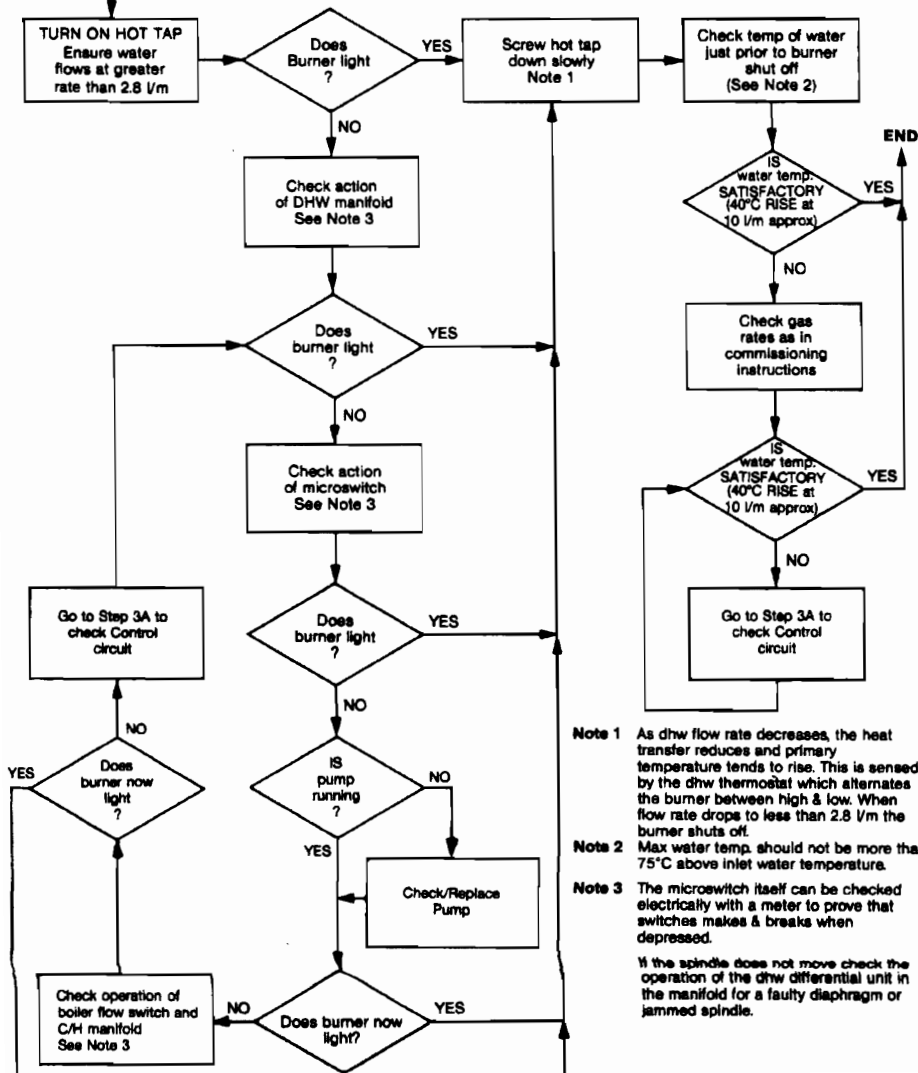 TURN ON HOT TAP
Ensure water
flows at greater
rate than 2.8 l/m
Does
Burner light
?
YES
NO
Screw hot tap
down slowly
Note 1
Check temp of water
just prior to burner
shut off
(See Note 2)
END
IS
water temp.
SATISFACTORY
(40°C RISE at
10 l/m approx)
YES
NO
Check action
of DHW manifold
See Note 3
Does
burner light
?
YES
NO
Check gas
rates as in
commissioning
instructions
Check action
of microswitch
See Note 3
IS
water temp.
SATISFACTORY
(40°C RISE at
10 l/m approx)
YES
NO
Go to Step 3A to
check Control
circuit
Does
burner light
?
YES
NO
Go to Step 3A to
check Control
circuit
NO
YES
Does
burner now
light
?
IS
pump
running
?
NO
YES
Check/Replace
Pump
Check operation of
boiler flow switch and
C/H manifold
See Note 3
NO
Does burner now
light?
YES
Note 1 As dhw flow rate decreases, the heat
transfer reduces and primary
temperature tends to rise. This is sensed
by the dhw thermostat which alternates
the burner between high & low. When
flow rate drops to less than 2.8 l/m the
burner shuts off.
Note 2 Max water temp. should not be more tha
75°C above inlet water temperature.
Note 3 The microswitch itself can be checked
electrically with a meter to prove that
switches makes & breaks when
depressed.
If the spindle does not move check the
operation of the dhw differential unit in
the manifold for a faulty diaphragm or
jammed spindle.